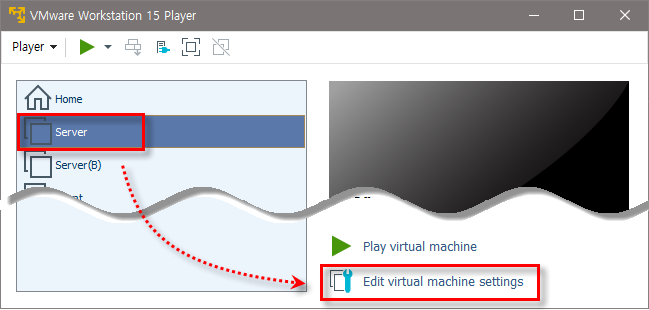 VMware Workstation 15 Player
Player
Home
Server
Server(B)
Play virtual machine
Edit virtual machine settings